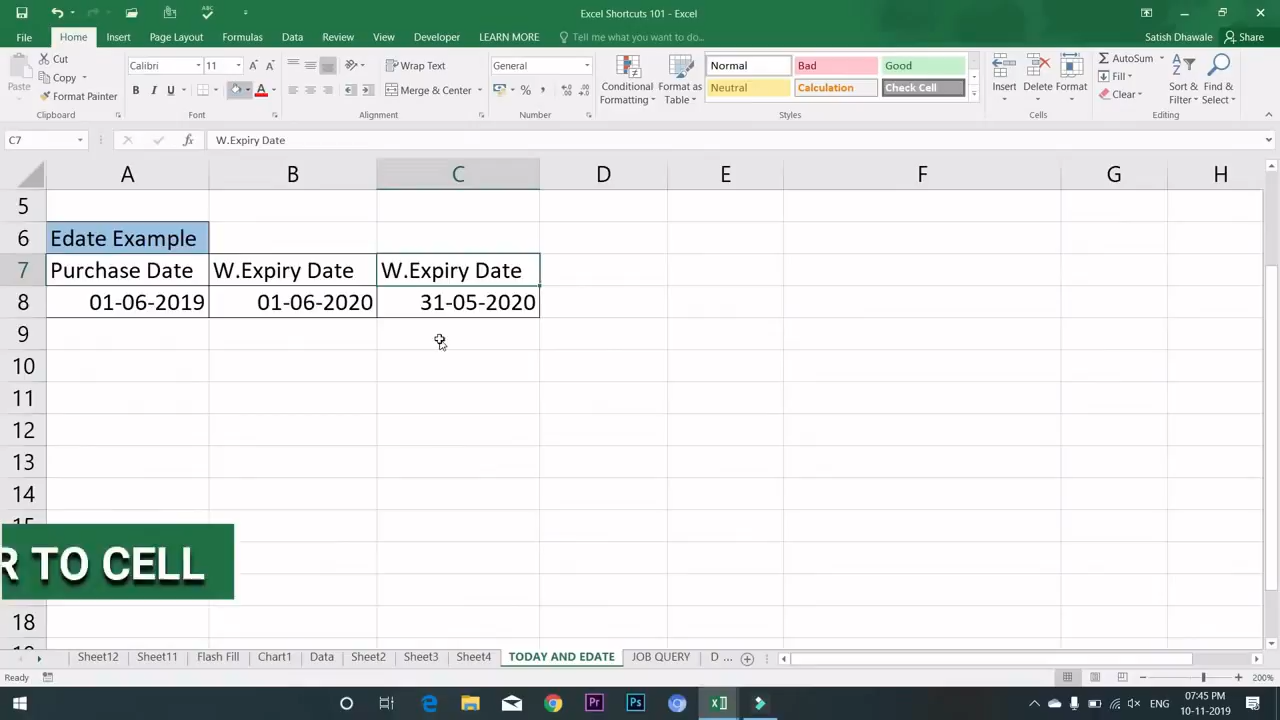 Excel Shortcuts 101 - Excel
File Home Insert Page Layout Formulas Data Review View Developer LEARN MORE Tell me what you want to do Satish Dhawale Share
Paste
Cut
Copy
Format Painter
Clipboard
Calibri 11
B I U
Font
Wrap Text
Merge & Center
Alignment
General
%
Number
Conditional Formatting
Format as Table
Normal Bad Good
Neutral Calculation Check Cell
Styles
Insert Delete Format
Cells
AutoSum
Fill
Clear
Sort & Filter
Find & Select
Editing
C7 fx W.Expiry Date
A B C D E F G H
5
6 Edate Example
7 Purchase Date W.Expiry Date W.Expiry Date
8 01-06-2019 01-06-2020 31-05-2020
9
10
11
12
13
14
R TO CELL
18
Sheet12 Sheet11 Flash Fill Chart1 Data Sheet2 Sheet3 Sheet4 TODAY AND EDATE JOB QUERY D ...
Ready 200%
ENG
07:45 PM
10-11-2019